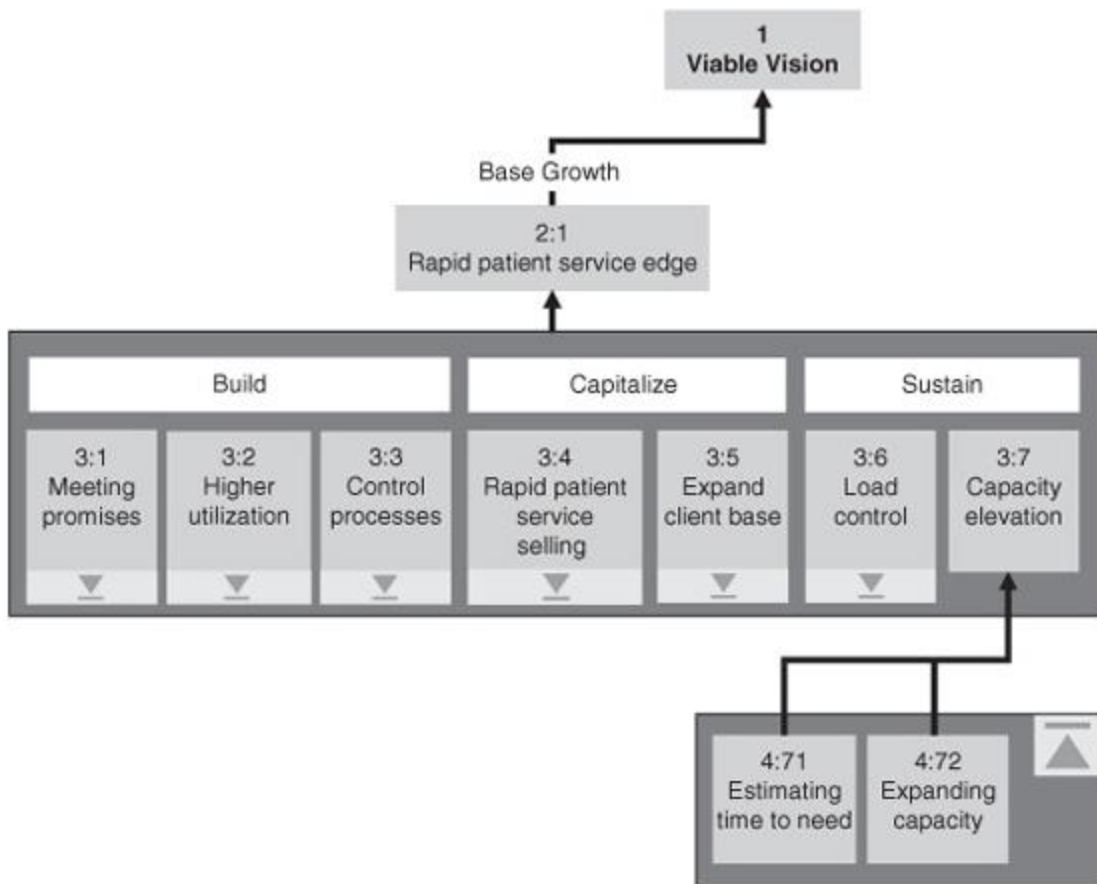 1
Viable Vision
Base Growth
2:1
Rapid patient service edge
Build
Capitalize
Sustain
3:1
Meeting
promises
3:2
Higher
utilization
3:3
Control
processes
3:4
Rapid patient
service
selling
3:5
Expand
client base
3:6
Load
control
3:7
Capacity
elevation
4:71
Estimating
time to need
4:72
Expanding
capacity